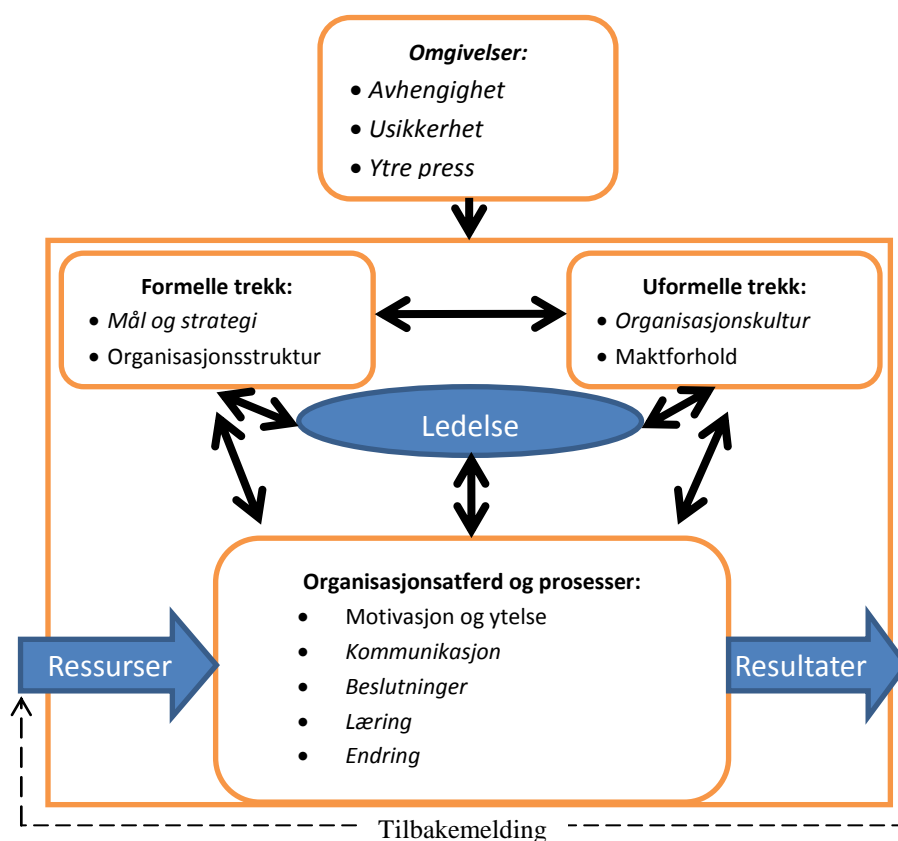 Omgivelser:
• Avhengighet
• Usikkerhet
• Ytre press
Formelle trekk:
• Mål og strategi
• Organisasjonsstruktur
Uformelle trekk:
• Organisasjonskultur
• Maktforhold
Ledelse
Organisasjonsatferd og prosesser:
• Motivasjon og ytelse
• Kommunikasjon
• Beslutninger
• Læring
• Endring
Ressurser
Resultater
Tilbakemelding